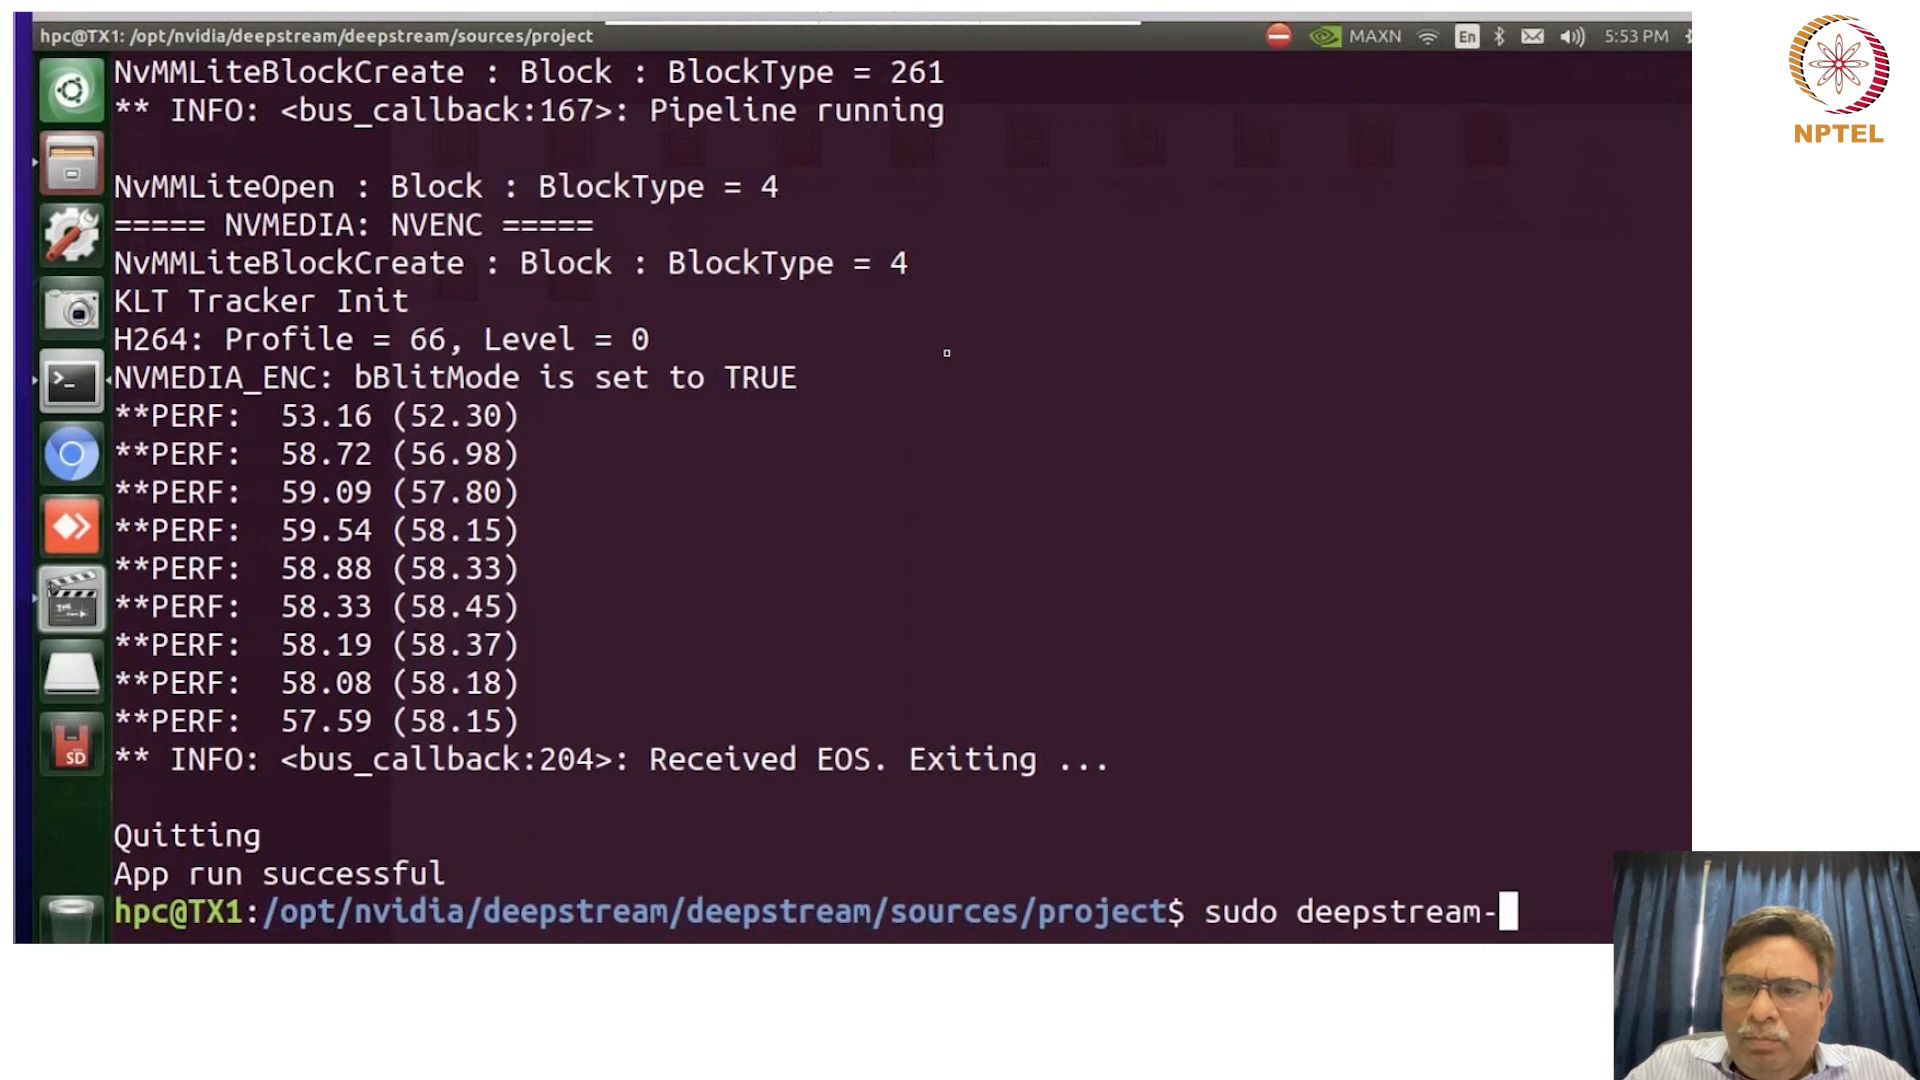 hpc@TX1: /opt/nvidia/deepstream/deepstream/sources/project
MAXN En 5:53 PM
NPTEL
NvMMLiteBlockCreate : Block : BlockType = 261
** INFO: <bus_callback:167>: Pipeline running
NvMMLiteOpen : Block : BlockType = 4
===== NVMEDIA: NVENC =====
NvMMLiteBlockCreate : Block : BlockType = 4
KLT Tracker Init
H264: Profile = 66, Level = 0
NVMEDIA_ENC: bBlitMode is set to TRUE
**PERF:  53.16 (52.30)
**PERF:  58.72 (56.98)
**PERF:  59.09 (57.80)
**PERF:  59.54 (58.15)
**PERF:  58.88 (58.33)
**PERF:  58.33 (58.45)
**PERF:  58.19 (58.37)
**PERF:  58.08 (58.18)
**PERF:  57.59 (58.15)
** INFO: <bus_callback:204>: Received EOS. Exiting ...
Quitting
App run successful
hpc@TX1:/opt/nvidia/deepstream/deepstream/sources/project$ sudo deepstream-
SD